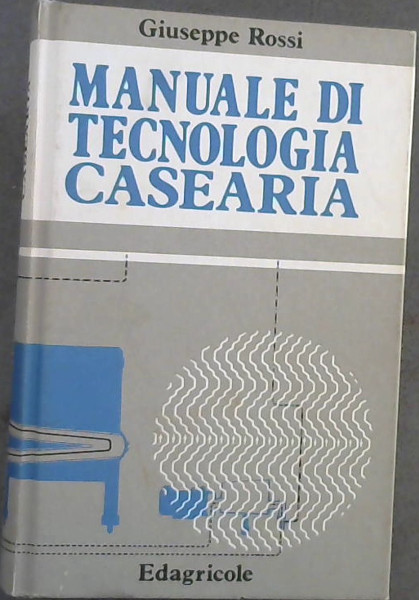 Giuseppe Rossi
MANUALE DI
TECNOLOGIA
CASEARIA
Edagricole